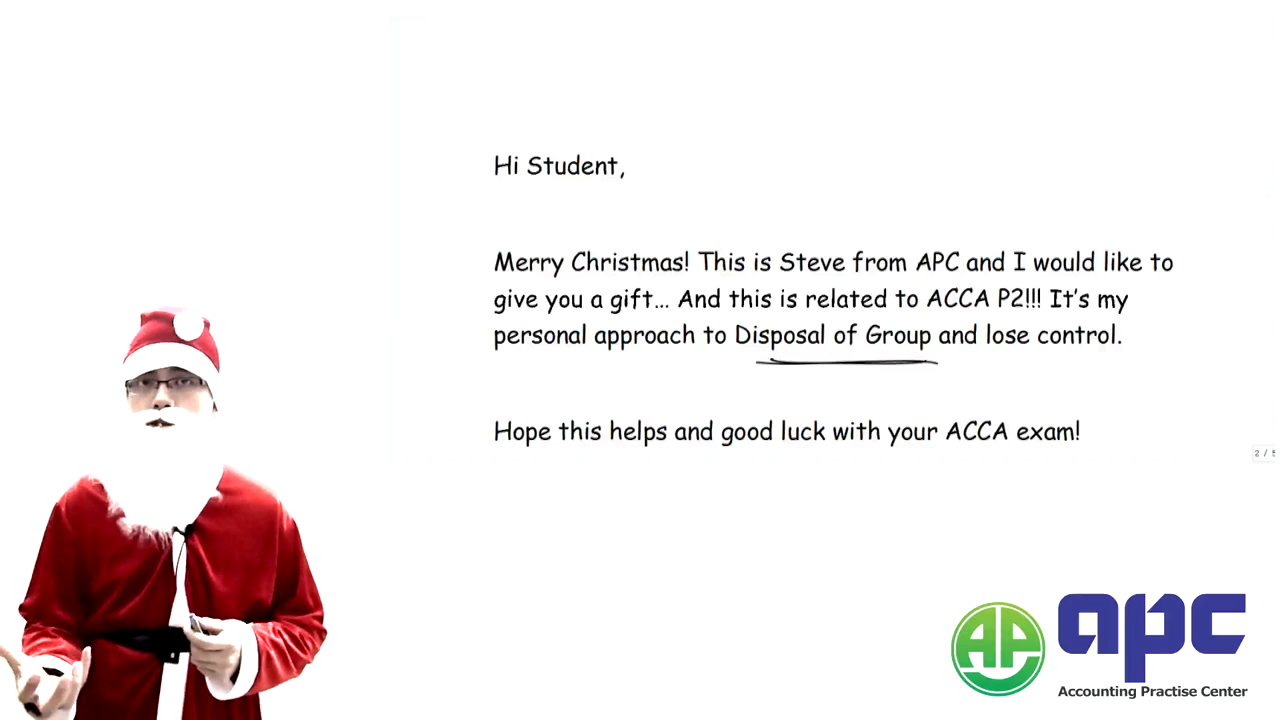 Hi Student,
Merry Christmas! This is Steve from APC and I would like to
give you a gift... And this is related to ACCA P2!!! It's my
personal approach to Disposal of Group and lose control.
Hope this helps and good luck with your ACCA exam!
2 / 5
AP
apc
Accounting Practise Center